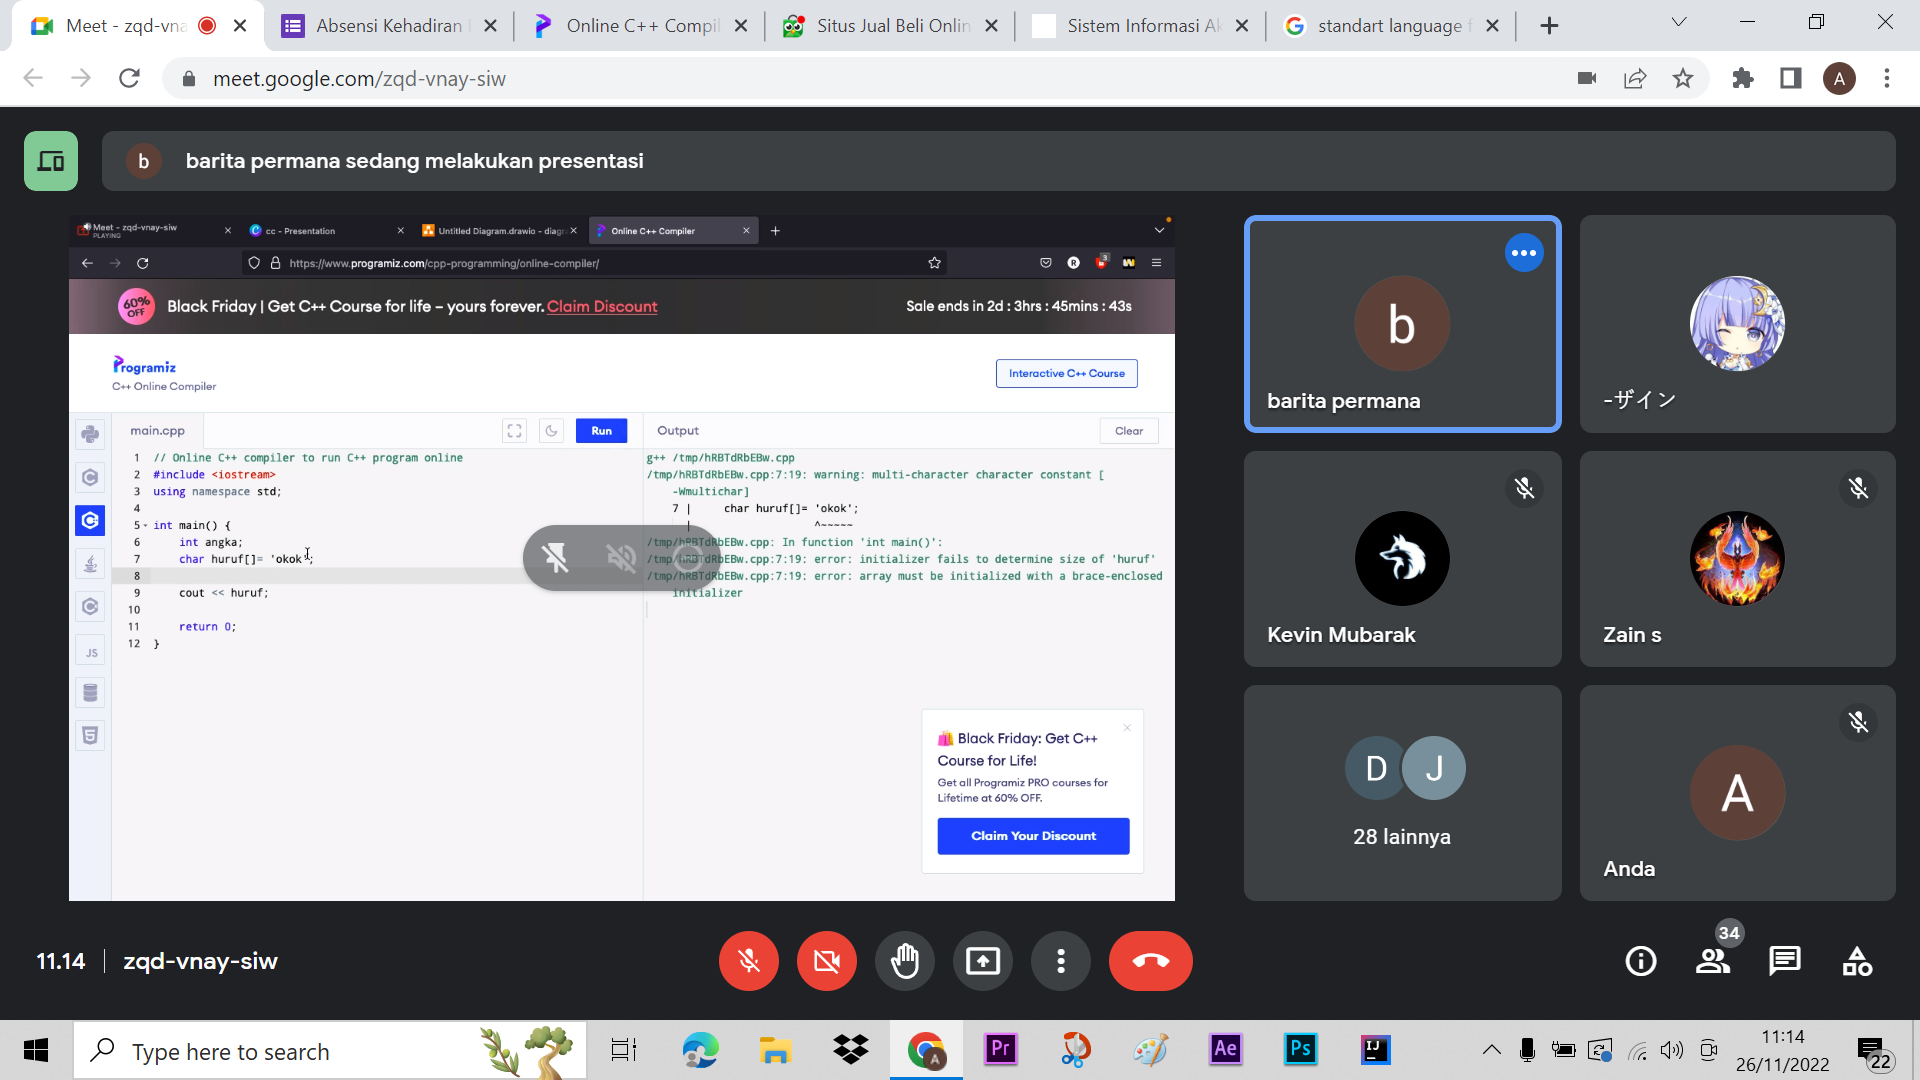 Meet - zqd-vna
Absensi Kehadiran
Online C++ Compil
Situs Jual Beli Onlin
Sistem Informasi Ak
standart language f
meet.google.com/zqd-vnay-siw
A
b
barita permana sedang melakukan presentasi
Meet - zqd-vnay-siw
PLAYING
cc - Presentation
Untitled Diagram.drawio - diagr
Online C++ Compiler
https://www.programiz.com/cpp-programming/online-compiler/
R
3
60% OFF
Black Friday | Get C++ Course for life – yours forever. Claim Discount
Sale ends in 2d : 3hrs : 45mins : 43s
Programiz
C++ Online Compiler
Interactive C++ Course
main.cpp
Run
Output
Clear
JS
1 // Online C++ compiler to run C++ program online
2 #include <iostream>
3 using namespace std;
4
5 int main() {
6 int angka;
7 char huruf[]= 'okok';
8
9 cout << huruf;
10
11 return 0;
12 }
g++ /tmp/hRBTdRbEBw.cpp
/tmp/hRBTdRbEBw.cpp:7:19: warning: multi-character character constant [
-Wmultichar]
7 | char huruf[]= 'okok';
| ^~~~~~
/tmp/hRBTdRbEBw.cpp: In function 'int main()':
/tmp/hRBTdRbEBw.cpp:7:19: error: initializer fails to determine size of 'huruf'
/tmp/hRBTdRbEBw.cpp:7:19: error: array must be initialized with a brace-enclosed
initializer
Black Friday: Get C++
Course for Life!
Get all Programiz PRO courses for
Lifetime at 60% OFF.
Claim Your Discount
b
barita permana
-ザイン
Kevin Mubarak
Zain s
D J
28 lainnya
A
Anda
11.14 | zqd-vnay-siw
34
Type here to search
A
Pr
Ae
Ps
IJ
11:14
26/11/2022
22